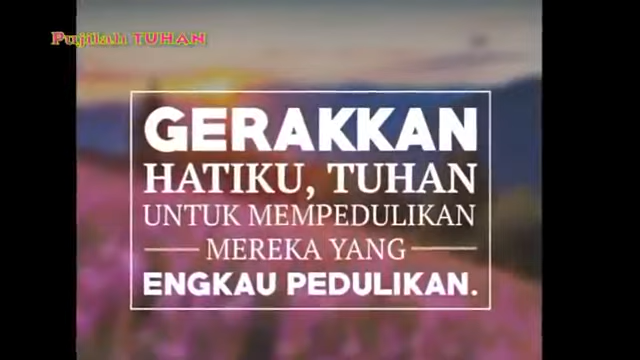 Pujilah TUHAN
GERAKKAN
HATIKU, TUHAN
UNTUK MEMPEDULIKAN
MEREKA YANG
ENGKAU PEDULIKAN.